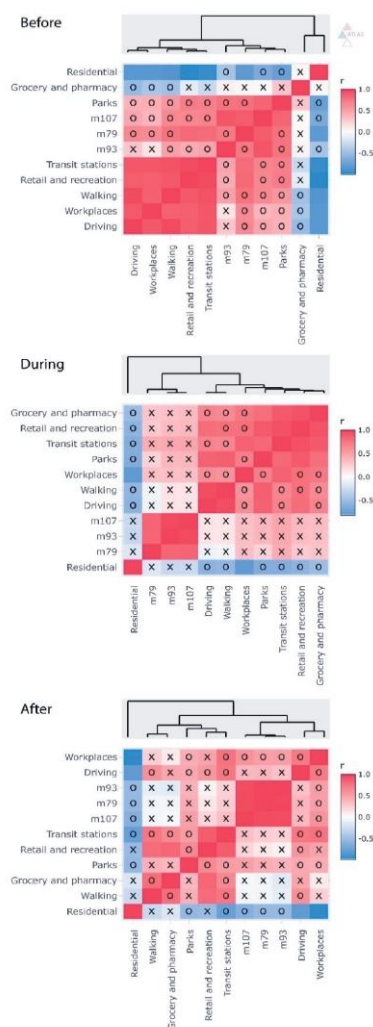 Before
ATLAS
Residential
Grocery and pharmacy
Parks
m107
m79
m93
Transit stations
Retail and recreation
Walking
Workplaces
Driving
r
1.0
0.5
0.0
-0.5
Driving
Workplaces
Walking
Retail and recreation
Transit stations
m93
m79
m107
Parks
Grocery and pharmacy
Residential
During
Grocery and pharmacy
Retail and recreation
Transit stations
Parks
Workplaces
Walking
Driving
m107
m93
m79
Residential
r
1.0
0.5
0.0
-0.5
Residential
m79
m93
m107
Driving
Walking
Workplaces
Parks
Transit stations
Retail and recreation
Grocery and pharmacy
After
Workplaces
Driving
m93
m79
m107
Transit stations
Retail and recreation
Parks
Grocery and pharmacy
Walking
Residential
r
1.0
0.5
0.0
-0.5
Residential
Walking
Grocery and pharmacy
Parks
Retail and recreation
Transit stations
m107
m79
m93
Driving
Workplaces